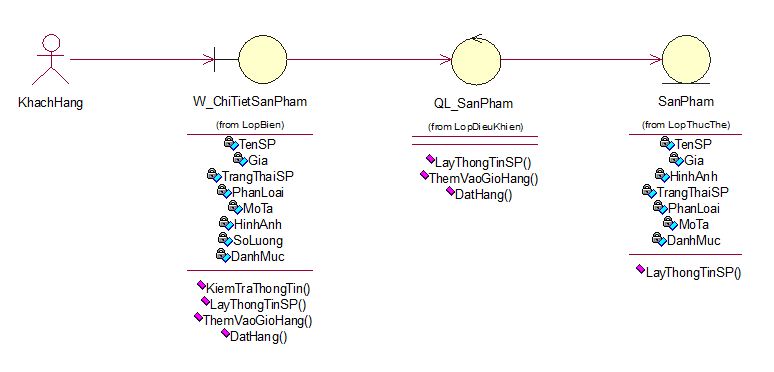 KhachHang
W_ChiTietSanPham
(from LopBien)
TenSP
Gia
TrangThaiSP
PhanLoai
MoTa
HinhAnh
SoLuong
DanhMuc
KiemTraThongTin()
LayThongTinSP()
ThemVaoGioHang()
DatHang()
QL_SanPham
(from LopDieuKhien)
LayThongTinSP()
ThemVaoGioHang()
DatHang()
SanPham
(from LopThucThe)
TenSP
Gia
HinhAnh
TrangThaiSP
PhanLoai
MoTa
DanhMuc
LayThongTinSP()